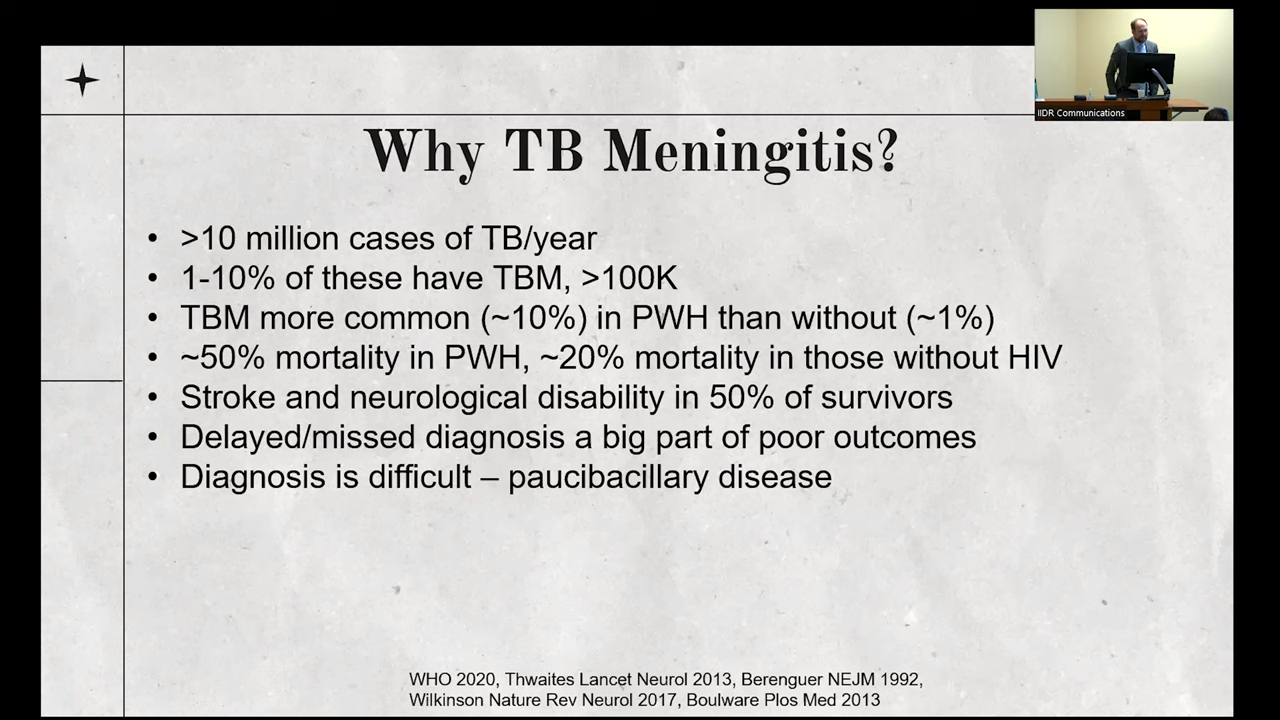 IIDR Communications
Why TB Meningitis?
• >10 million cases of TB/year
• 1-10% of these have TBM, >100K
• TBM more common (~10%) in PWH than without (~1%)
• ~50% mortality in PWH, ~20% mortality in those without HIV
• Stroke and neurological disability in 50% of survivors
• Delayed/missed diagnosis a big part of poor outcomes
• Diagnosis is difficult – paucibacillary disease
WHO 2020, Thwaites Lancet Neurol 2013, Berenguer NEJM 1992,
Wilkinson Nature Rev Neurol 2017, Boulware Plos Med 2013